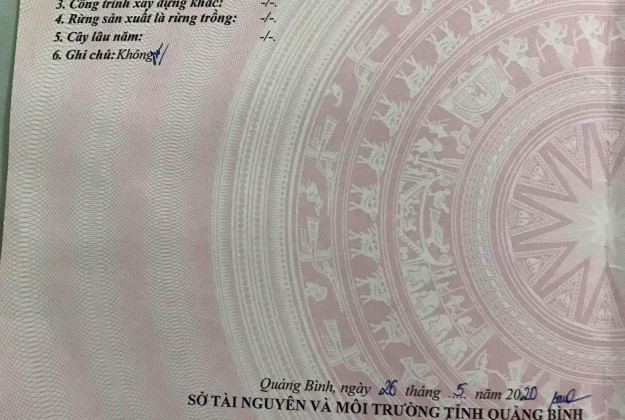 3. Công trình xây dựng khác: -/-.
4. Rừng sản xuất là rừng trồng: -/-.
5. Cây lâu năm: -/-.
6. Ghi chú: Không
Quảng Bình, ngày 26 tháng 5 năm 2020
SỞ TÀI NGUYÊN VÀ MÔI TRƯỜNG TỈNH QUẢNG BÌNH